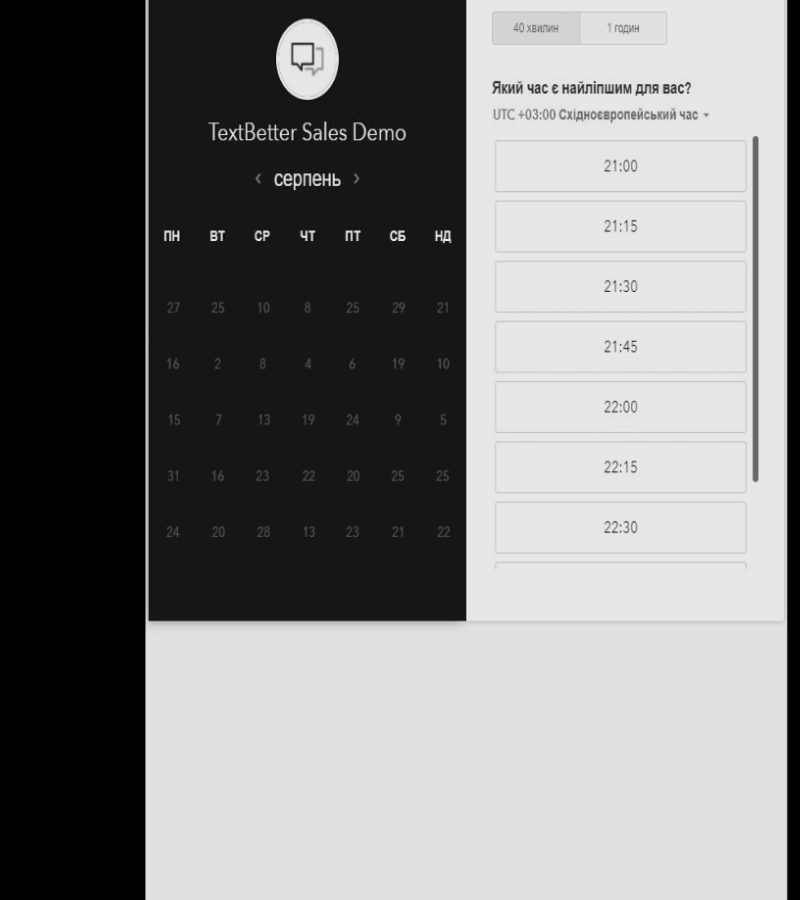 TextBetter Sales Demo
‹ серпень ›
ПН ВТ СР ЧТ ПТ СБ НД
27 25 10 8 25 29 21
16 2 8 4 6 19 10
15 7 13 19 24 9 5
31 16 23 22 20 25 25
24 20 28 13 23 21 22
40 хвилин 1 годин
Який час є найліпшим для вас?
UTC +03:00 Східноєвропейський час
21:00
21:15
21:30
21:45
22:00
22:15
22:30